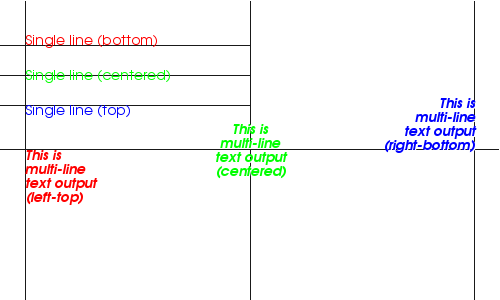 Single line (bottom)
Single line (centered)
Single line (top)
This is
multi-line
text output
(left-top)
This is
multi-line
text output
(centered)
This is
multi-line
text output
(right-bottom)